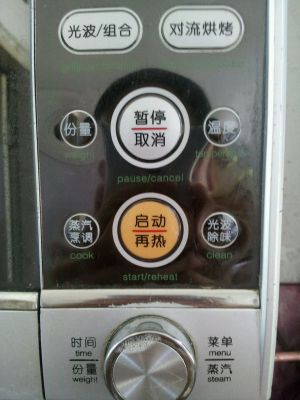 光波/组合 对流烘烤
暂停
取消
份量
weight
温度
pause/cancel
蒸汽
烹调
cook
启动
再热
光波
除味
clean
start/reheat
时间
time
份量
weight
菜单
menu
蒸汽
steam